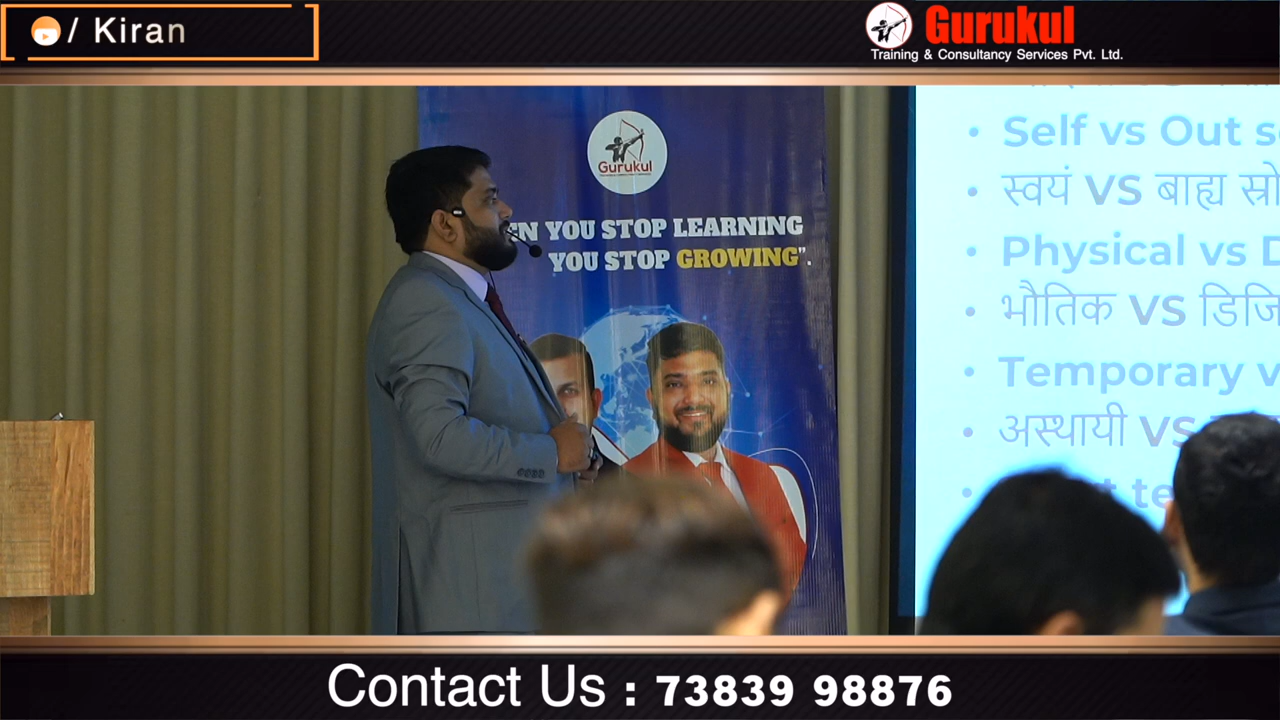 / Kiran
Gurukul
Training & Consultancy Services Pvt. Ltd.
Gurukul
YOU STOP LEARNING
YOU STOP GROWING”.
• Self vs Out
• स्वयं VS बाह्य
• Physical vs
• भौतिक VS
• Temporary
• अस्थायी VS
Contact Us : 73839 98876